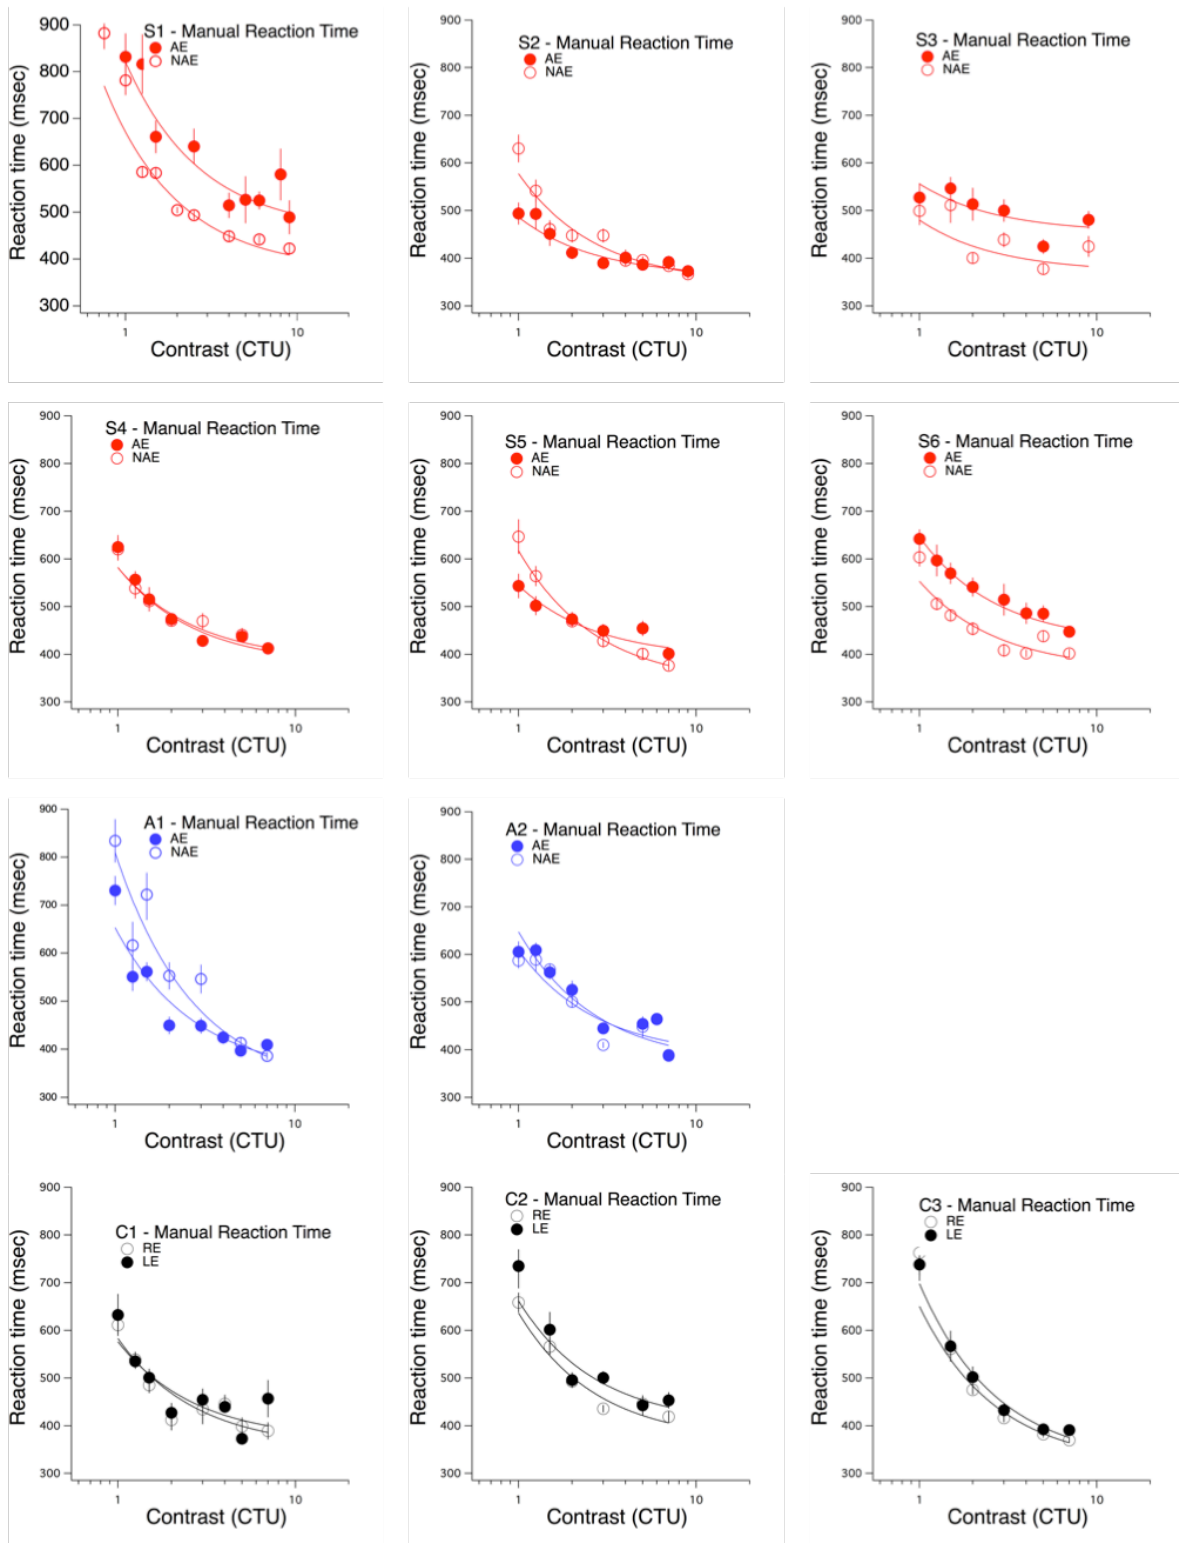 S1 - Manual Reaction Time
AE
NAE
900
800
700
600
500
400
300
1
10
Reaction time (msec)
Contrast (CTU)
S2 - Manual Reaction Time
AE
NAE
900
800
700
600
500
400
300
1
10
Reaction time (msec)
Contrast (CTU)
S3 - Manual Reaction Time
AE
NAE
900
800
700
600
500
400
300
1
10
Reaction time (msec)
Contrast (CTU)
S4 - Manual Reaction Time
AE
NAE
900
800
700
600
500
400
300
1
10
Reaction time (msec)
Contrast (CTU)
S5 - Manual Reaction Time
AE
NAE
900
800
700
600
500
400
300
1
10
Reaction time (msec)
Contrast (CTU)
S6 - Manual Reaction Time
AE
NAE
900
800
700
600
500
400
300
1
10
Reaction time (msec)
Contrast (CTU)
A1 - Manual Reaction Time
AE
NAE
900
800
700
600
500
400
300
1
10
Reaction time (msec)
Contrast (CTU)
A2 - Manual Reaction Time
AE
NAE
900
800
700
600
500
400
300
1
10
Reaction time (msec)
Contrast (CTU)
C1 - Manual Reaction Time
RE
LE
900
800
700
600
500
400
300
1
10
Reaction time (msec)
Contrast (CTU)
C2 - Manual Reaction Time
RE
LE
900
800
700
600
500
400
300
1
10
Reaction time (msec)
Contrast (CTU)
C3 - Manual Reaction Time
RE
LE
900
800
700
600
500
400
300
1
10
Reaction time (msec)
Contrast (CTU)